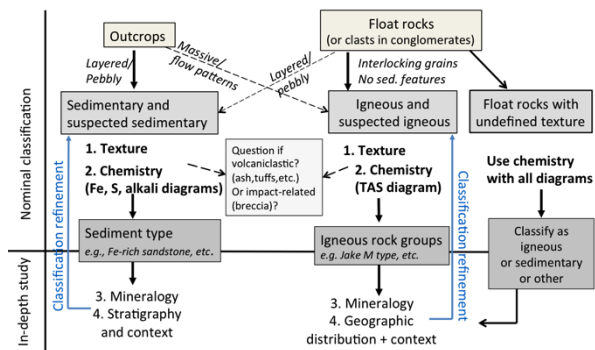 Outcrops
Float rocks
(or clasts in conglomerates)
Layered/
Pebbly
Massive/
flow patterns
Layered/
pebbly
Interlocking grains
No sed. features
Nominal classification
Sedimentary and
suspected sedimentary
Igneous and
suspected igneous
Float rocks with
undefined texture
1. Texture
2. Chemistry
(Fe, S, alkali diagrams)
Question if
volcaniclastic?
(ash,tuffs,etc.)
Or impact-related
(breccia)?
1. Texture
2. Chemistry
(TAS diagram)
Use chemistry
with all diagrams
Classification refinement
Classification refinement
Sediment type
e.g., Fe-rich sandstone, etc.
Igneous rock groups
e.g. Jake M type, etc.
Classify as
igneous
or sedimentary
or other
In-depth study
3. Mineralogy
4. Stratigraphy
and context
3. Mineralogy
4. Geographic
distribution + context